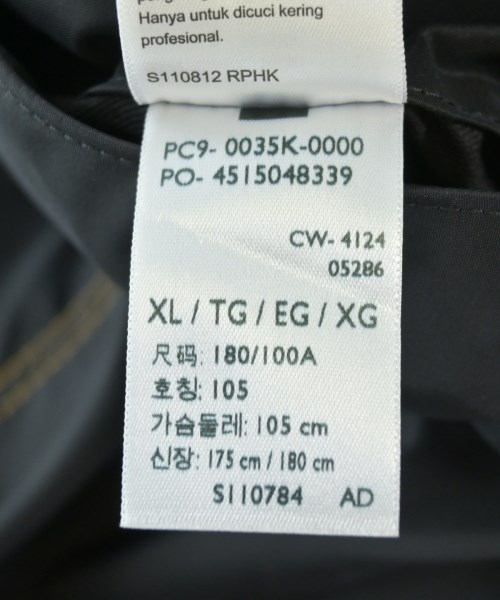 Hanya untuk dicuci kering
profesional.
S110812 RPHK
PC9- 0035K-0000
PO- 4515048339
CW- 4124
05286
XL / TG / EG / XG
尺码: 180/100A
호칭: 105
가슴둘레: 105 cm
신장: 175 cm / 180 cm
S110784 AD